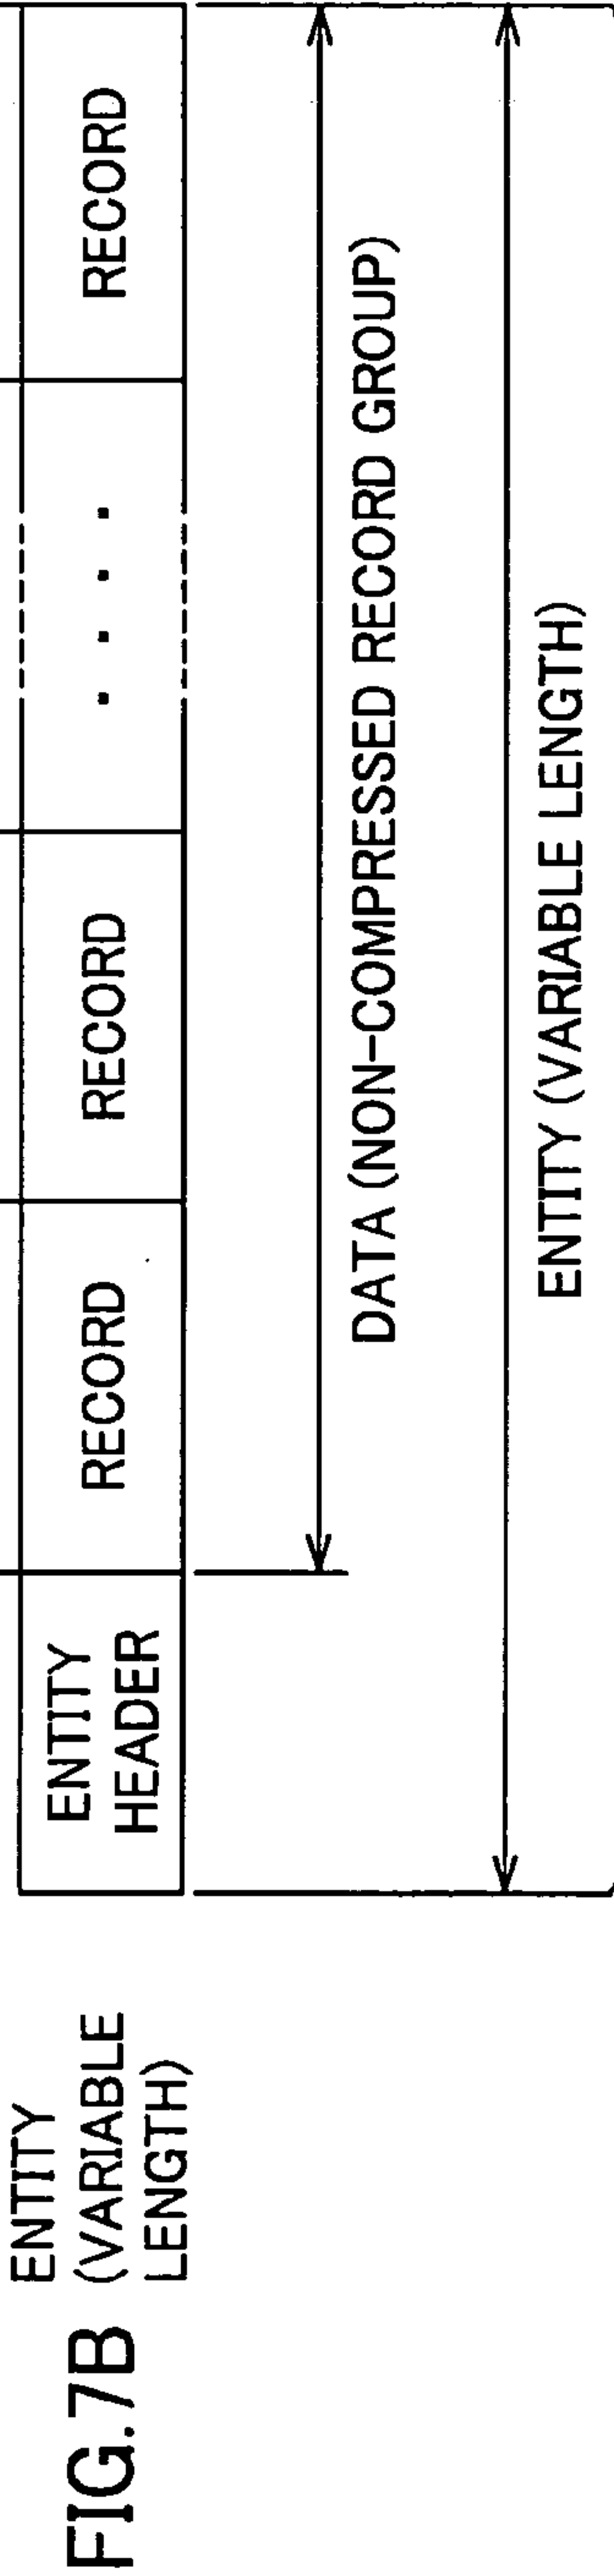 FIG.7B
ENTITY
(VARIABLE
LENGTH)
ENTITY
HEADER
RECORD
RECORD
. . . .
RECORD
DATA (NON-COMPRESSED RECORD GROUP)
ENTITY (VARIABLE LENGTH)